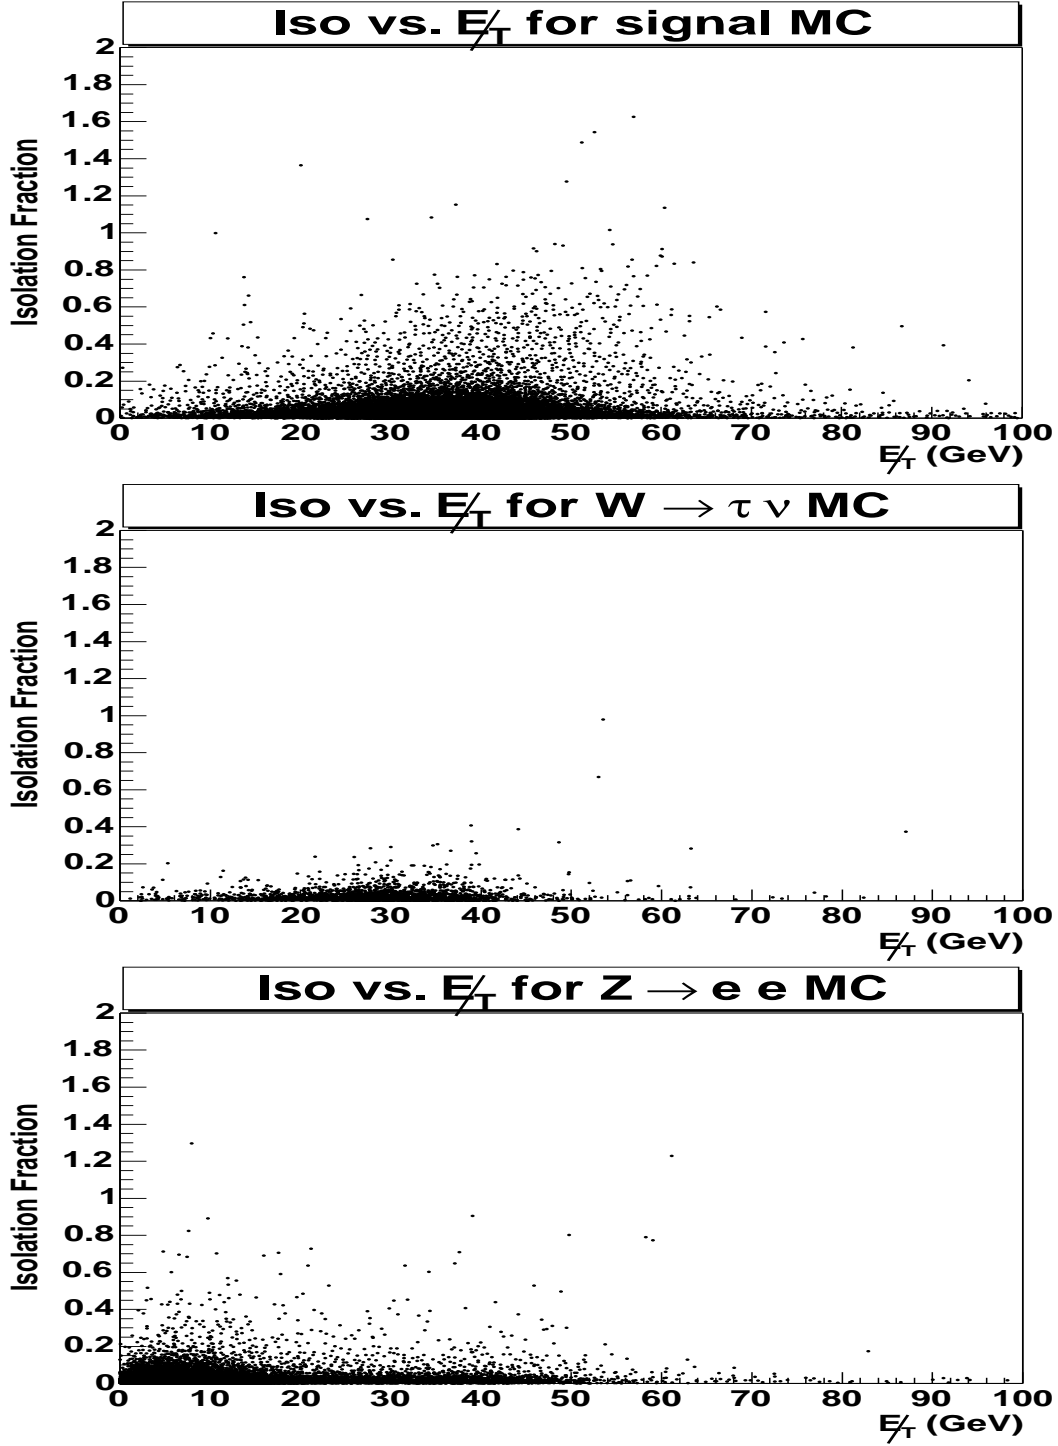 Iso vs. E̸T for signal MC
Isolation Fraction
2
1.8
1.6
1.4
1.2
1
0.8
0.6
0.4
0.2
0
0 10 20 30 40 50 60 70 80 90 100
E̸T (GeV)
Iso vs. E̸T for W → τ ν MC
Isolation Fraction
2
1.8
1.6
1.4
1.2
1
0.8
0.6
0.4
0.2
0
0 10 20 30 40 50 60 70 80 90 100
E̸T (GeV)
Iso vs. E̸T for Z → e e MC
Isolation Fraction
2
1.8
1.6
1.4
1.2
1
0.8
0.6
0.4
0.2
0
0 10 20 30 40 50 60 70 80 90 100
E̸T (GeV)